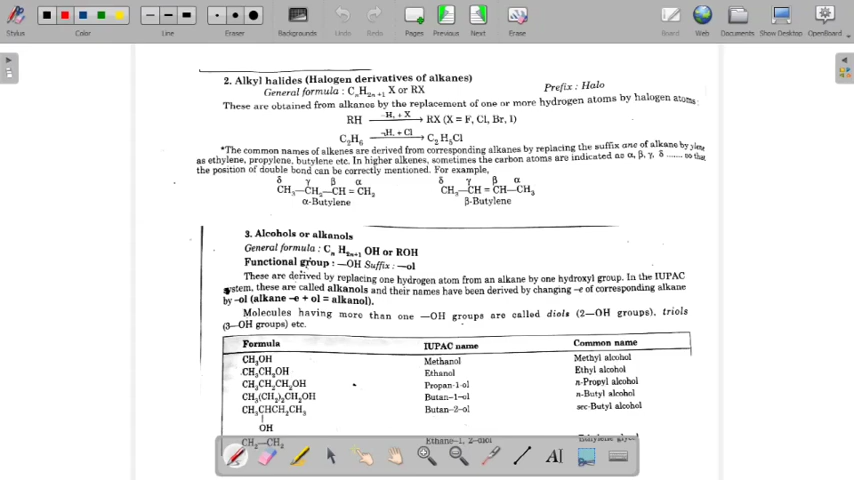 Stylus
Color
Line
Eraser
Backgrounds
Undo
Redo
Pages
Previous
Next
Erase
Board
Web
Documents
Show Desktop
OpenBoard
2. Alkyl halides (Halogen derivatives of alkanes)
General formula : CₙH₂ₙ₊₁ X or RX Prefix : Halo
These are obtained from alkanes by the replacement of one or more hydrogen atoms by halogen atoms:
RH —H, + X→ RX (X = F, Cl, Br, I)
C₂H₆ —H, + Cl→ C₂H₅Cl
*The common names of alkenes are derived from corresponding alkanes by replacing the suffix ane of alkane by ylene
as ethylene, propylene, butylene etc. In higher alkenes, sometimes the carbon atoms are indicated as α, β, γ, δ ........ so that
the position of double bond can be correctly mentioned. For example,
δ γ β α δ γ β α
CH₃—CH₂—CH = CH₂ CH₃—CH = CH—CH₃
α-Butylene β-Butylene
3. Alcohols or alkanols
General formula : Cₙ H₂ₙ₊₁ OH or ROH
Functional group : —OH Suffix : —ol
These are derived by replacing one hydrogen atom from an alkane by one hydroxyl group. In the IUPAC
system, these are called alkanols and their names have been derived by changing –e of corresponding alkane
by -ol (alkane –e + ol = alkanol).
Molecules having more than one —OH groups are called diols (2—OH groups), triols
(3—OH groups) etc.
Formula IUPAC name Common name
CH₃OH Methanol Methyl alcohol
CH₃CH₂OH Ethanol Ethyl alcohol
CH₃CH₂CH₂OH Propan-1-ol n-Propyl alcohol
CH₃(CH₂)₂CH₂OH Butan-1-ol n-Butyl alcohol
CH₃CHCH₂CH₃ Butan-2-ol sec-Butyl alcohol
OH
CH₂—CH₂ Ethane-1, 2-diol